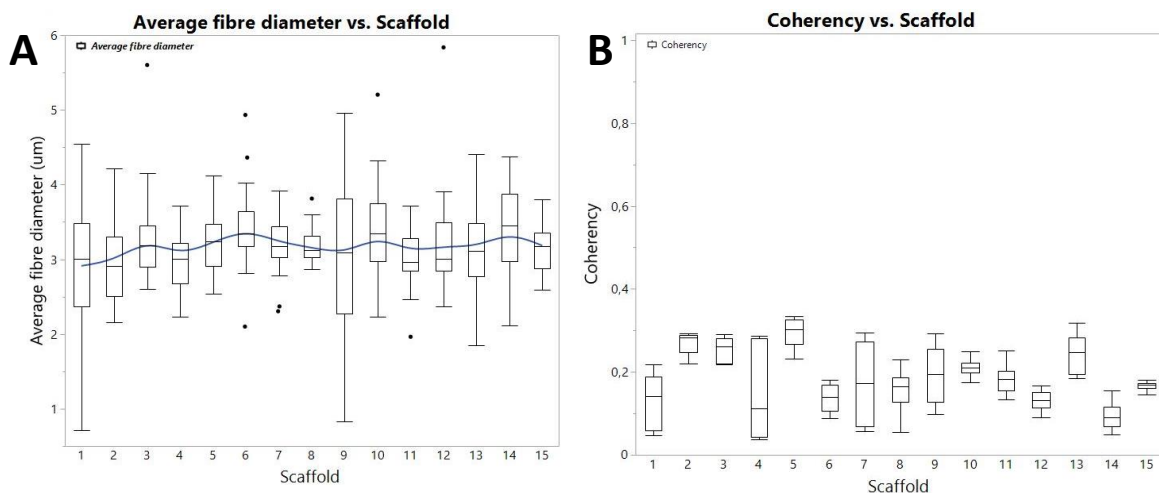 A
Average fibre diameter vs. Scaffold
Average fibre diameter
Average fibre diameter (um)
6
5
4
3
2
1
1 2 3 4 5 6 7 8 9 10 11 12 13 14 15
Scaffold
B
Coherency vs. Scaffold
Coherency
Coherency
1
0,8
0,6
0,4
0,2
0
1 2 3 4 5 6 7 8 9 10 11 12 13 14 15
Scaffold